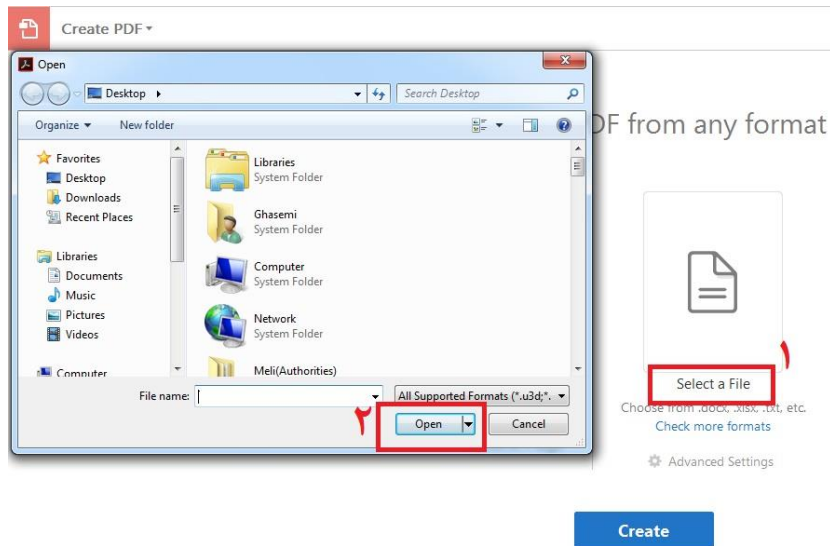 Create PDF
Open
Desktop
Search Desktop
Organize
New folder
DF from any format
Favorites
Desktop
Downloads
Recent Places
Libraries
Documents
Music
Pictures
Videos
Computer
Libraries
System Folder
Ghasemi
System Folder
Computer
System Folder
Network
System Folder
Meli(Authorities)
File name:
All Supported Formats (*.u3d;*.
۲
Open
Cancel
۱
Select a File
Choose from .docx, .xlsx, .txt, etc.
Check more formats
Advanced Settings
Create